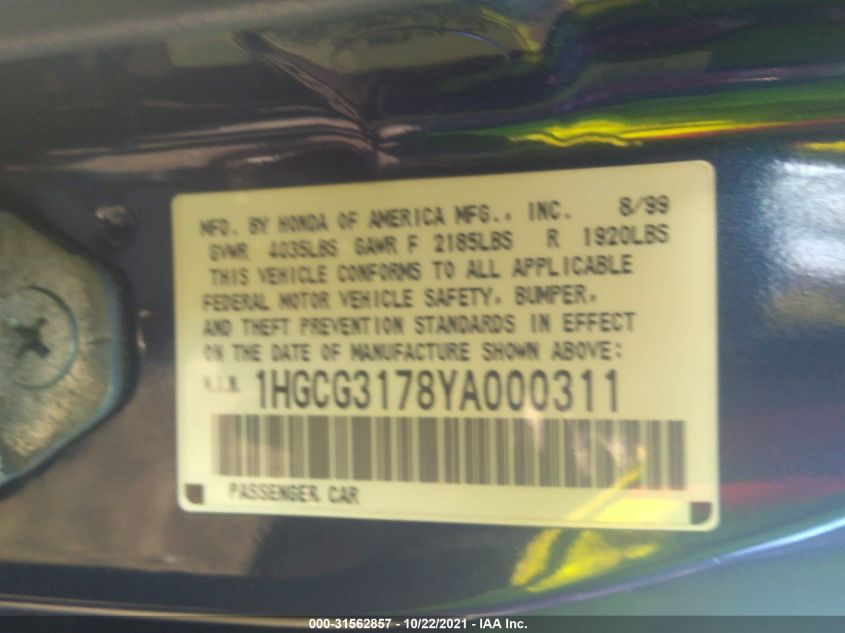 MFD. BY HONDA OF AMERICA MFG., INC. 8/99
GVWR 4035LBS GAWR F 2185LBS R 1920LBS
THIS VEHICLE CONFORMS TO ALL APPLICABLE
FEDERAL MOTOR VEHICLE SAFETY, BUMPER,
AND THEFT PREVENTION STANDARDS IN EFFECT
ON THE DATE OF MANUFACTURE SHOWN ABOVE:
V.I.N. 1HGCG3178YA000311
PASSENGER CAR
000-31562857 - 10/22/2021 - IAA Inc.